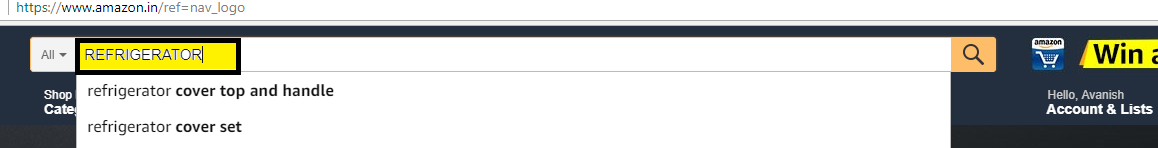 https://www.amazon.in/ref=nav_logo
All REFRIGERATOR
amazon
Win
refrigerator cover top and handle
Shop
Hello, Avanish
Account & Lists
refrigerator cover set